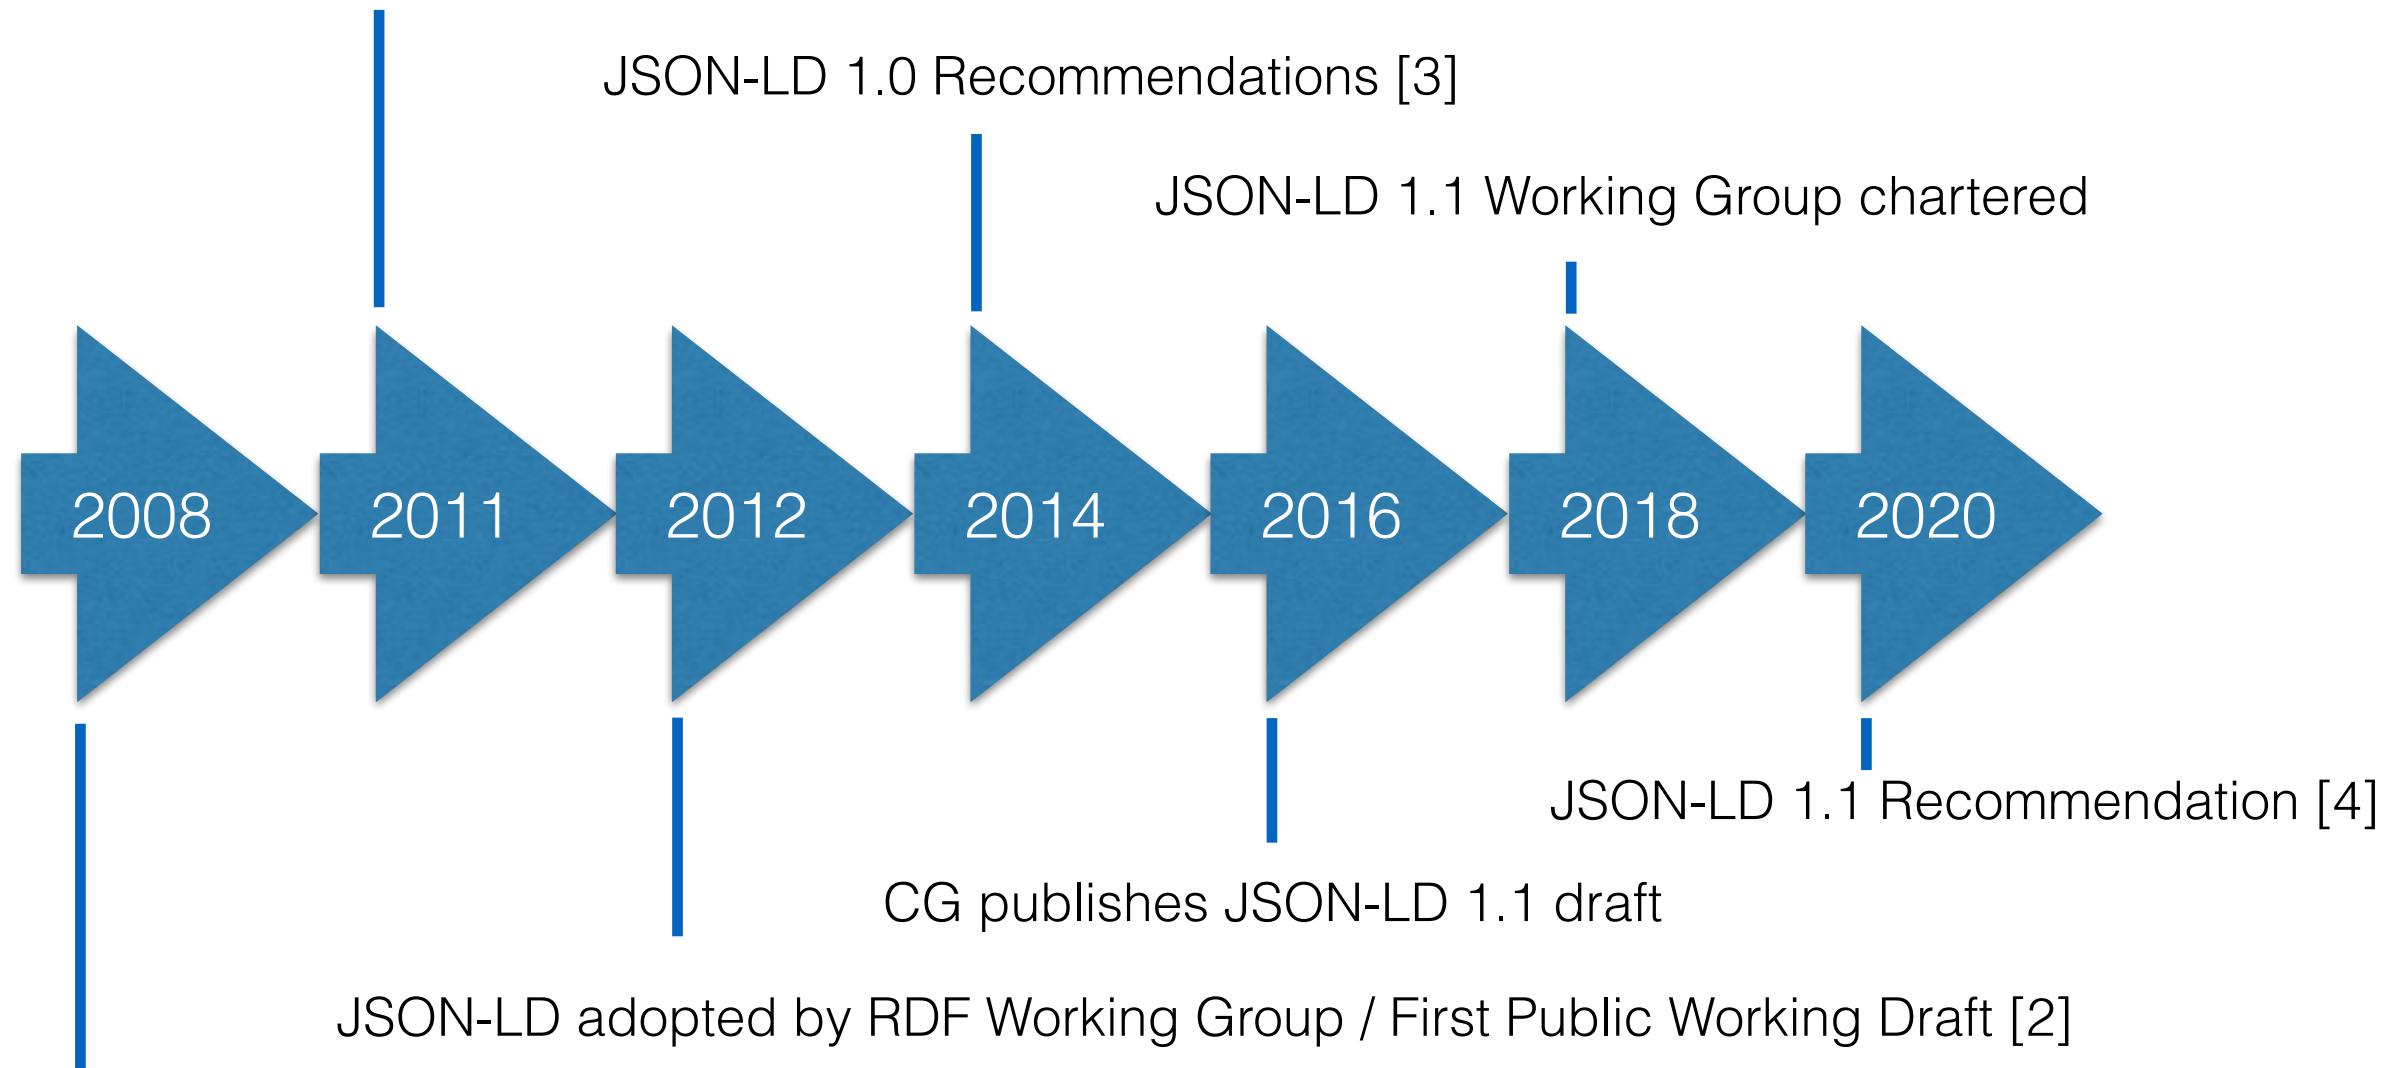 JSON-LD 1.0 Recommendations [3]
JSON-LD 1.1 Working Group chartered
2008
2011
2012
2014
2016
2018
2020
JSON-LD 1.1 Recommendation [4]
CG publishes JSON-LD 1.1 draft
JSON-LD adopted by RDF Working Group / First Public Working Draft [2]